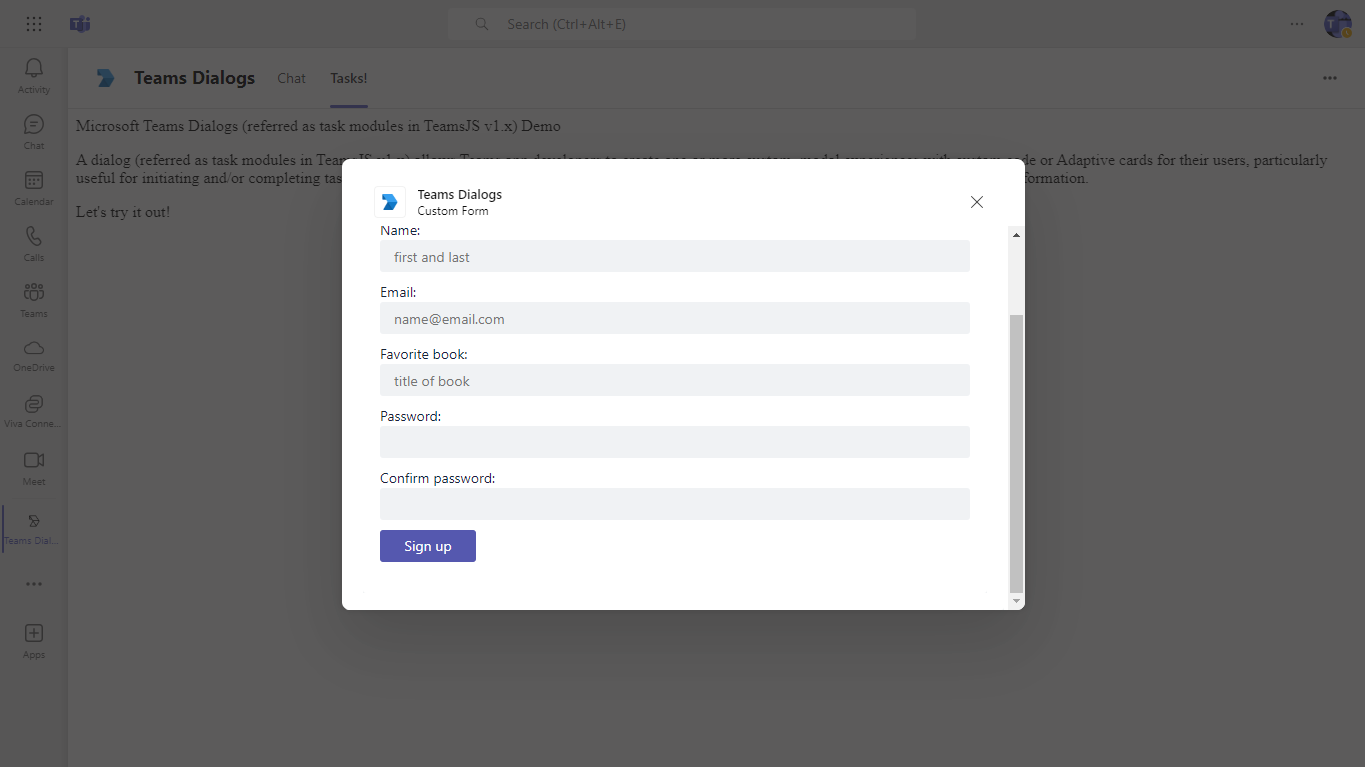 Search (Ctrl+Alt+E)
Activity
Chat
Calendar
Calls
Teams
OneDrive
Viva Conne...
Meet
Teams Dial...
Apps
Teams Dialogs
Chat
Tasks!
Microsoft Teams Dialogs (referred as task modules in TeamsJS v1.x) Demo
A dialog (referred as task modules in TeamsJS v1.x) allows Teams app developers to create one or more custom, modal experiences with custom code or Adaptive cards for their users, particularly
useful for initiating and/or completing
formation.
Let's try it out!
Teams Dialogs
Custom Form
Name:
first and last
Email:
name@email.com
Favorite book:
title of book
Password:
Confirm password:
Sign up